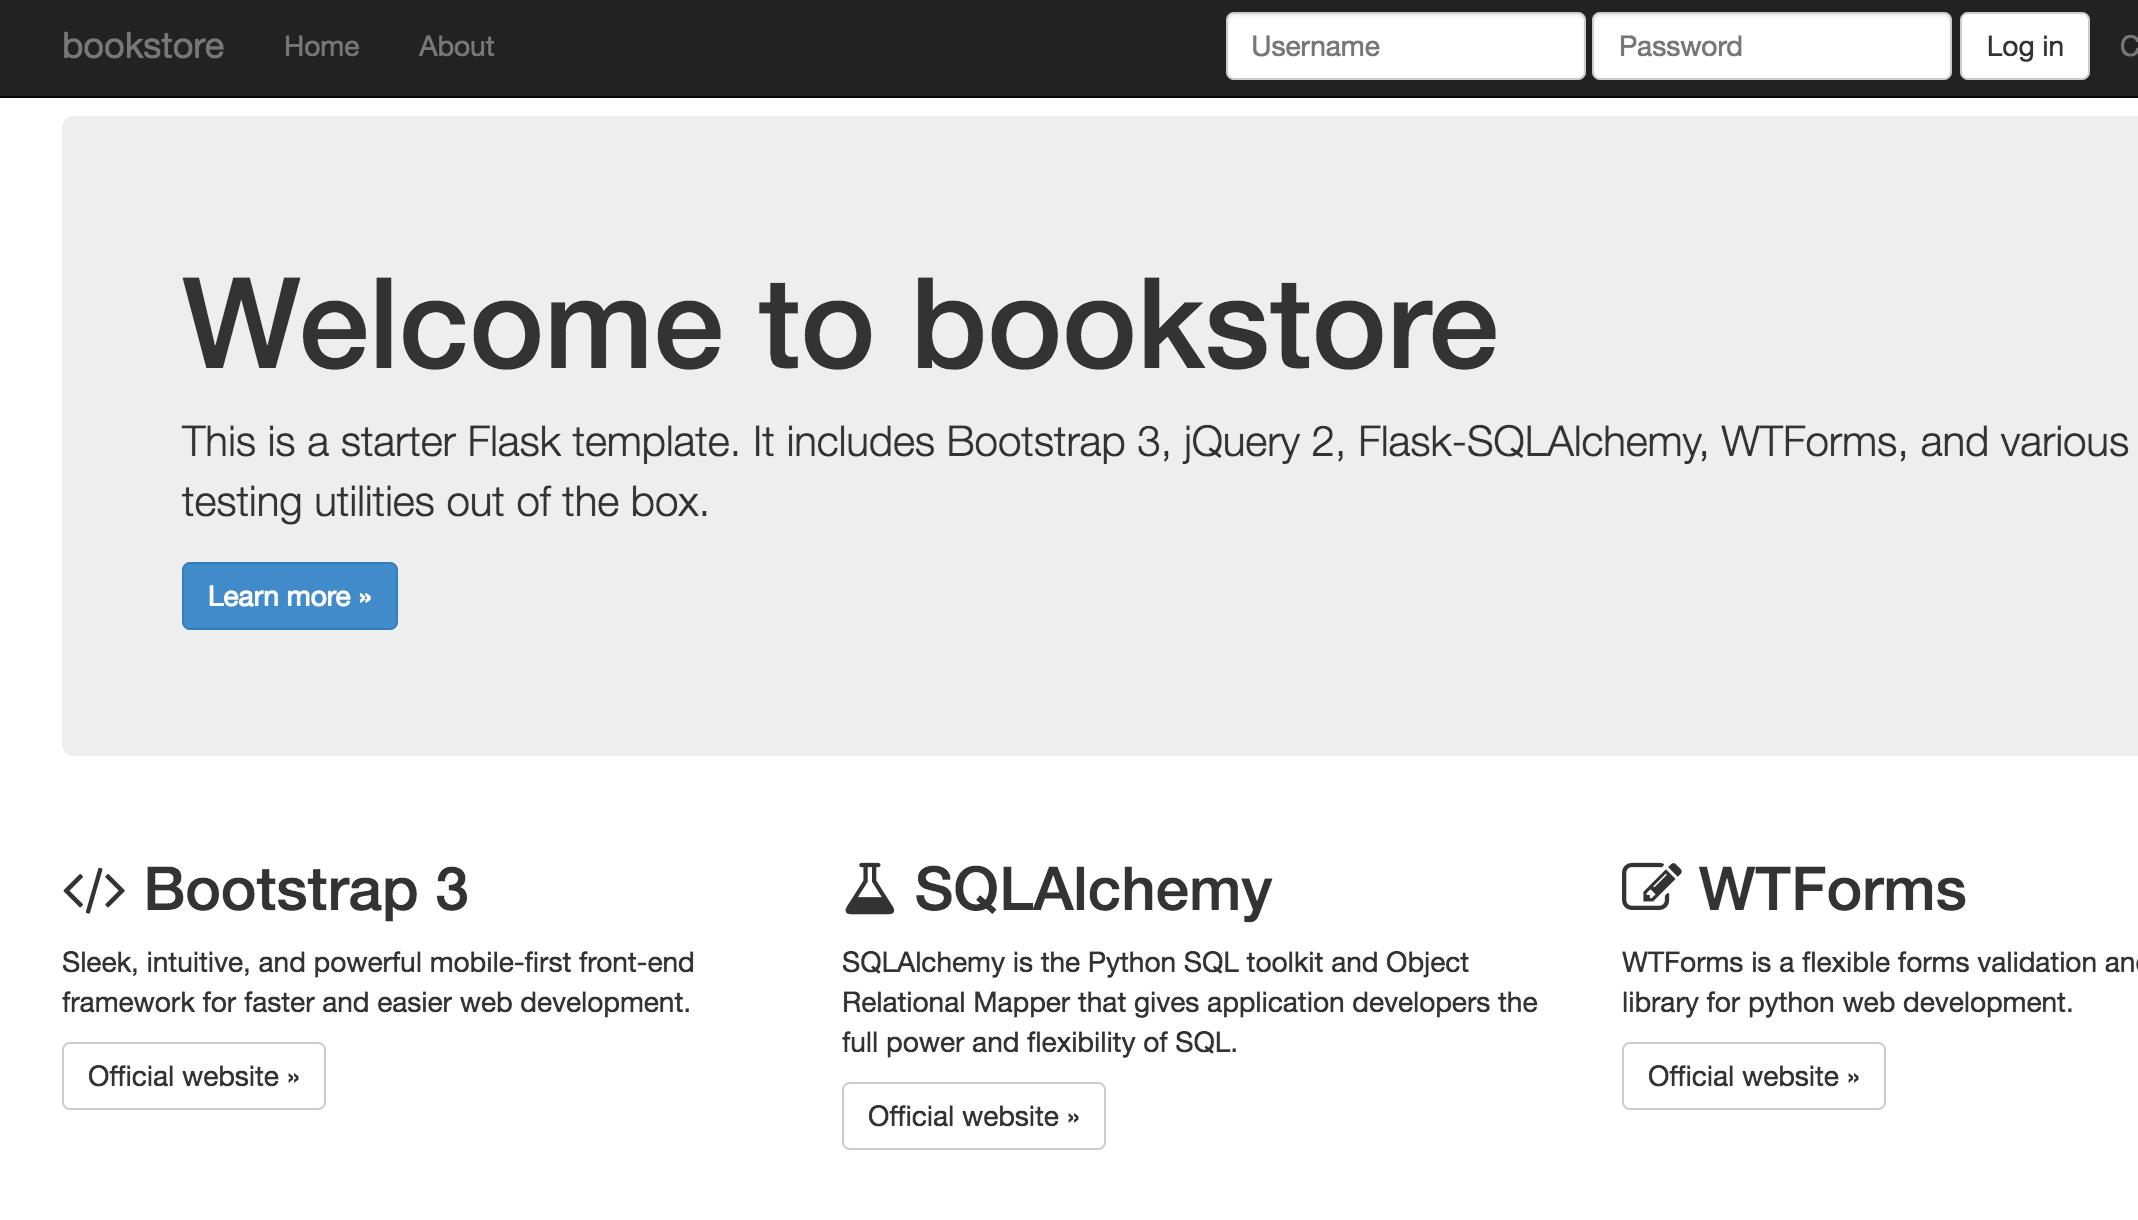 bookstore Home About Username Password Log in
Welcome to bookstore
This is a starter Flask template. It includes Bootstrap 3, jQuery 2, Flask-SQLAlchemy, WTForms, and various
testing utilities out of the box.
Learn more »
Bootstrap 3
Sleek, intuitive, and powerful mobile-first front-end
framework for faster and easier web development.
Official website »
SQLAlchemy
SQLAlchemy is the Python SQL toolkit and Object
Relational Mapper that gives application developers the
full power and flexibility of SQL.
Official website »
WTForms
WTForms is a flexible forms validation
library for python web development.
Official website »